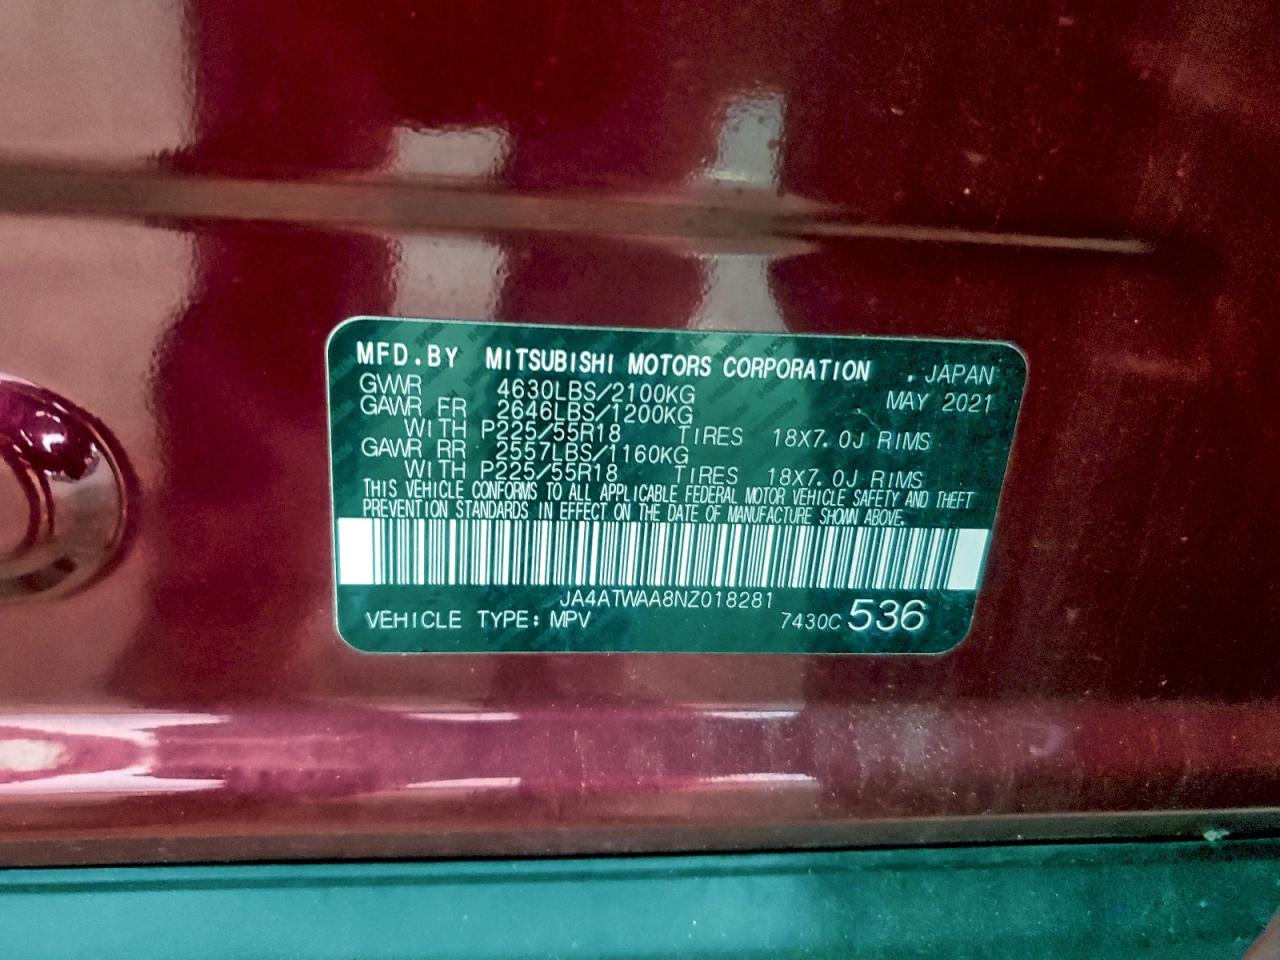 MFD.BY MITSUBISHI MOTORS CORPORATION . JAPAN
GVWR 4630LBS/2100KG MAY 2021
GAWR FR 2646LBS/1200KG
WITH P225/55R18 TIRES 18X7.0J RIMS
GAWR RR 2557LBS/1160KG
WITH P225/55R18 TIRES 18X7.0J RIMS
THIS VEHICLE CONFORMS TO ALL APPLICABLE FEDERAL MOTOR VEHICLE SAFETY AND THEFT
PREVENTION STANDARDS IN EFFECT ON THE DATE OF MANUFACTURE SHOWN ABOVE.
JA4ATWAA8NZ018281
VEHICLE TYPE: MPV 7430C 536